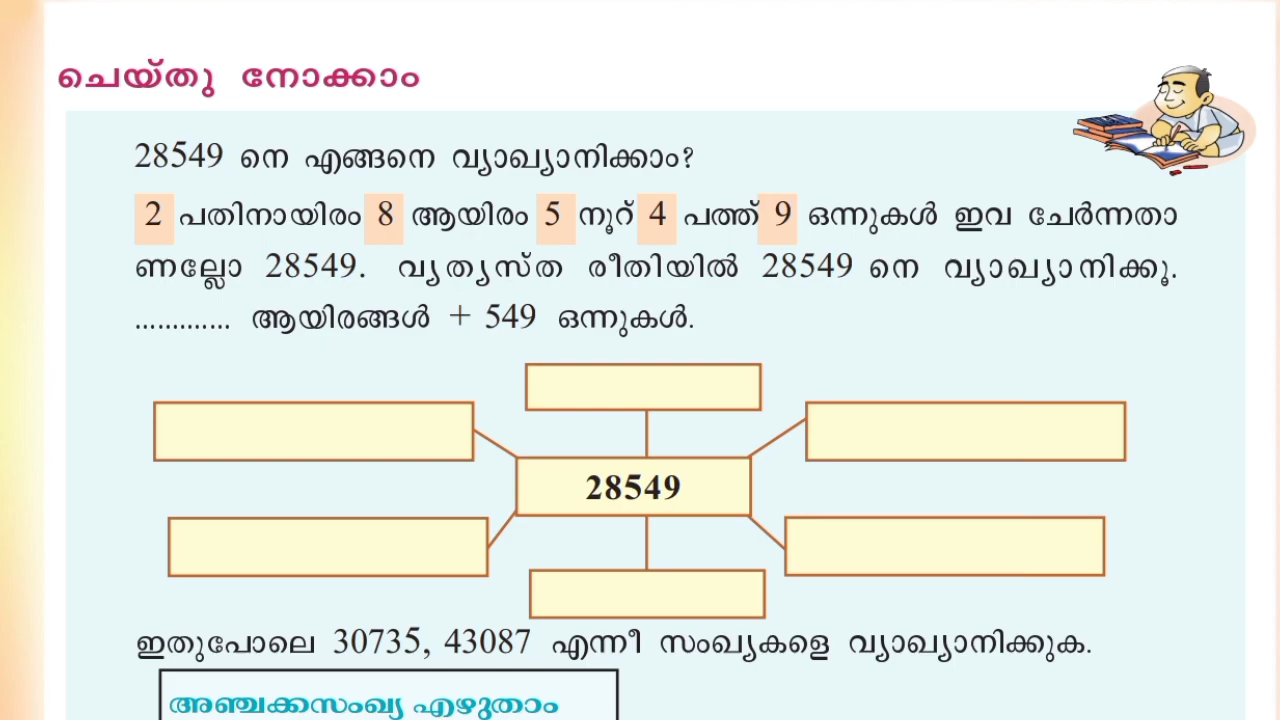 ചെയ്തു നോക്കാം
28549 നെ എങ്ങനെ വ്യാഖ്യാനിക്കാം?
2 പതിനായിരം 8 ആയിരം 5 നൂറ് 4 പത്ത് 9 ഒന്നുകൾ ഇവ ചേർന്നതാ
ണല്ലോ 28549. വ്യത്യസ്ത രീതിയിൽ 28549 നെ വ്യാഖ്യാനിക്കൂ.
............. ആയിരങ്ങൾ + 549 ഒന്നുകൾ.
28549
ഇതുപോലെ 30735, 43087 എന്നീ സംഖ്യകളെ വ്യാഖ്യാനിക്കുക.
അഞ്ചക്കസംഖ്യ എഴുതാം